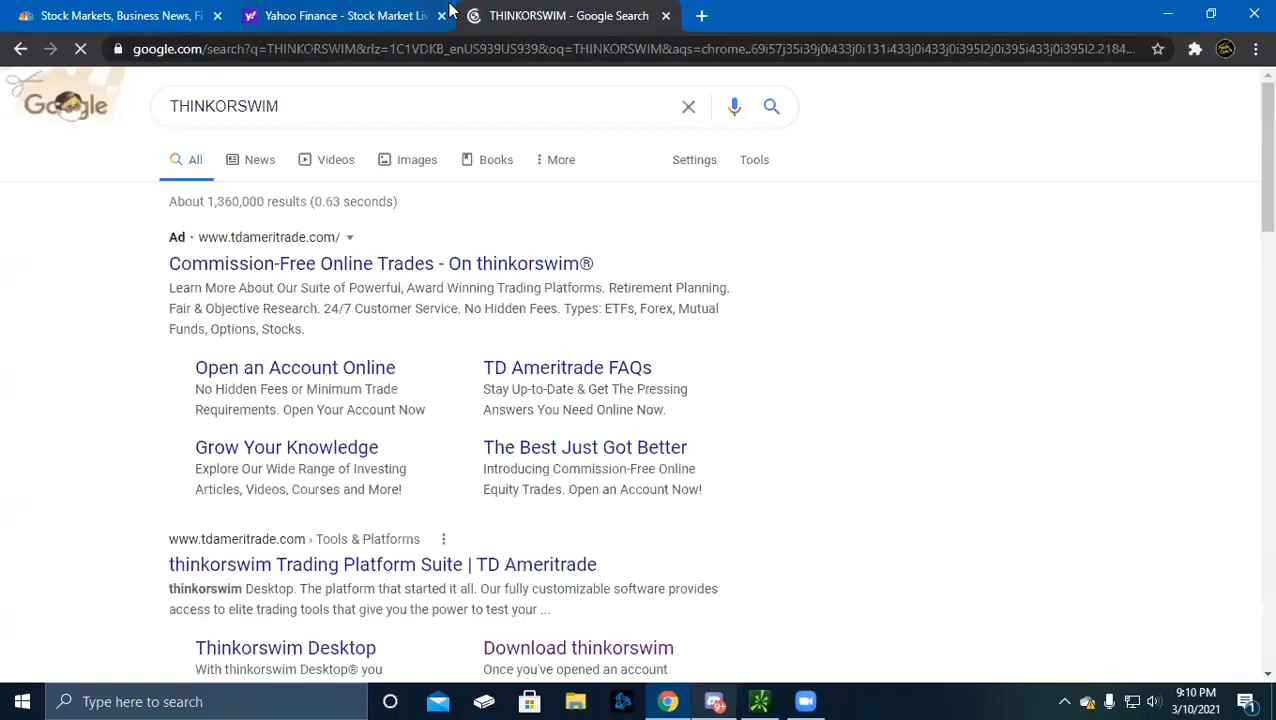 Stock Markets, Business News, Fi
Yahoo Finance - Stock Market Liv
THINKORSWIM - Google Search
google.com/search?q=THINKORSWIM&rlz=1C1VDKB_enUS939US939&oq=THINKORSWIM&aqs=chrome..69i57j35i39j0i433j0i131i433j0i433j0i395l2j0i395i433j0i395l2.2184...
Google
THINKORSWIM
All
News
Videos
Images
Books
More
Settings
Tools
About 1,360,000 results (0.63 seconds)
Ad · www.tdameritrade.com/
Commission-Free Online Trades - On thinkorswim®
Learn More About Our Suite of Powerful, Award Winning Trading Platforms. Retirement Planning.
Fair & Objective Research. 24/7 Customer Service. No Hidden Fees. Types: ETFs, Forex, Mutual
Funds, Options, Stocks.
Open an Account Online
No Hidden Fees or Minimum Trade
Requirements. Open Your Account Now
TD Ameritrade FAQs
Stay Up-to-Date & Get The Pressing
Answers You Need Online Now.
Grow Your Knowledge
Explore Our Wide Range of Investing
Articles, Videos, Courses and More!
The Best Just Got Better
Introducing Commission-Free Online
Equity Trades. Open an Account Now!
www.tdameritrade.com › Tools & Platforms
thinkorswim Trading Platform Suite | TD Ameritrade
thinkorswim Desktop. The platform that started it all. Our fully customizable software provides
access to elite trading tools that give you the power to test your ...
Thinkorswim Desktop
With thinkorswim Desktop® you
Download thinkorswim
Once you've opened an account
Type here to search
9+
9:10 PM
3/10/2021
1